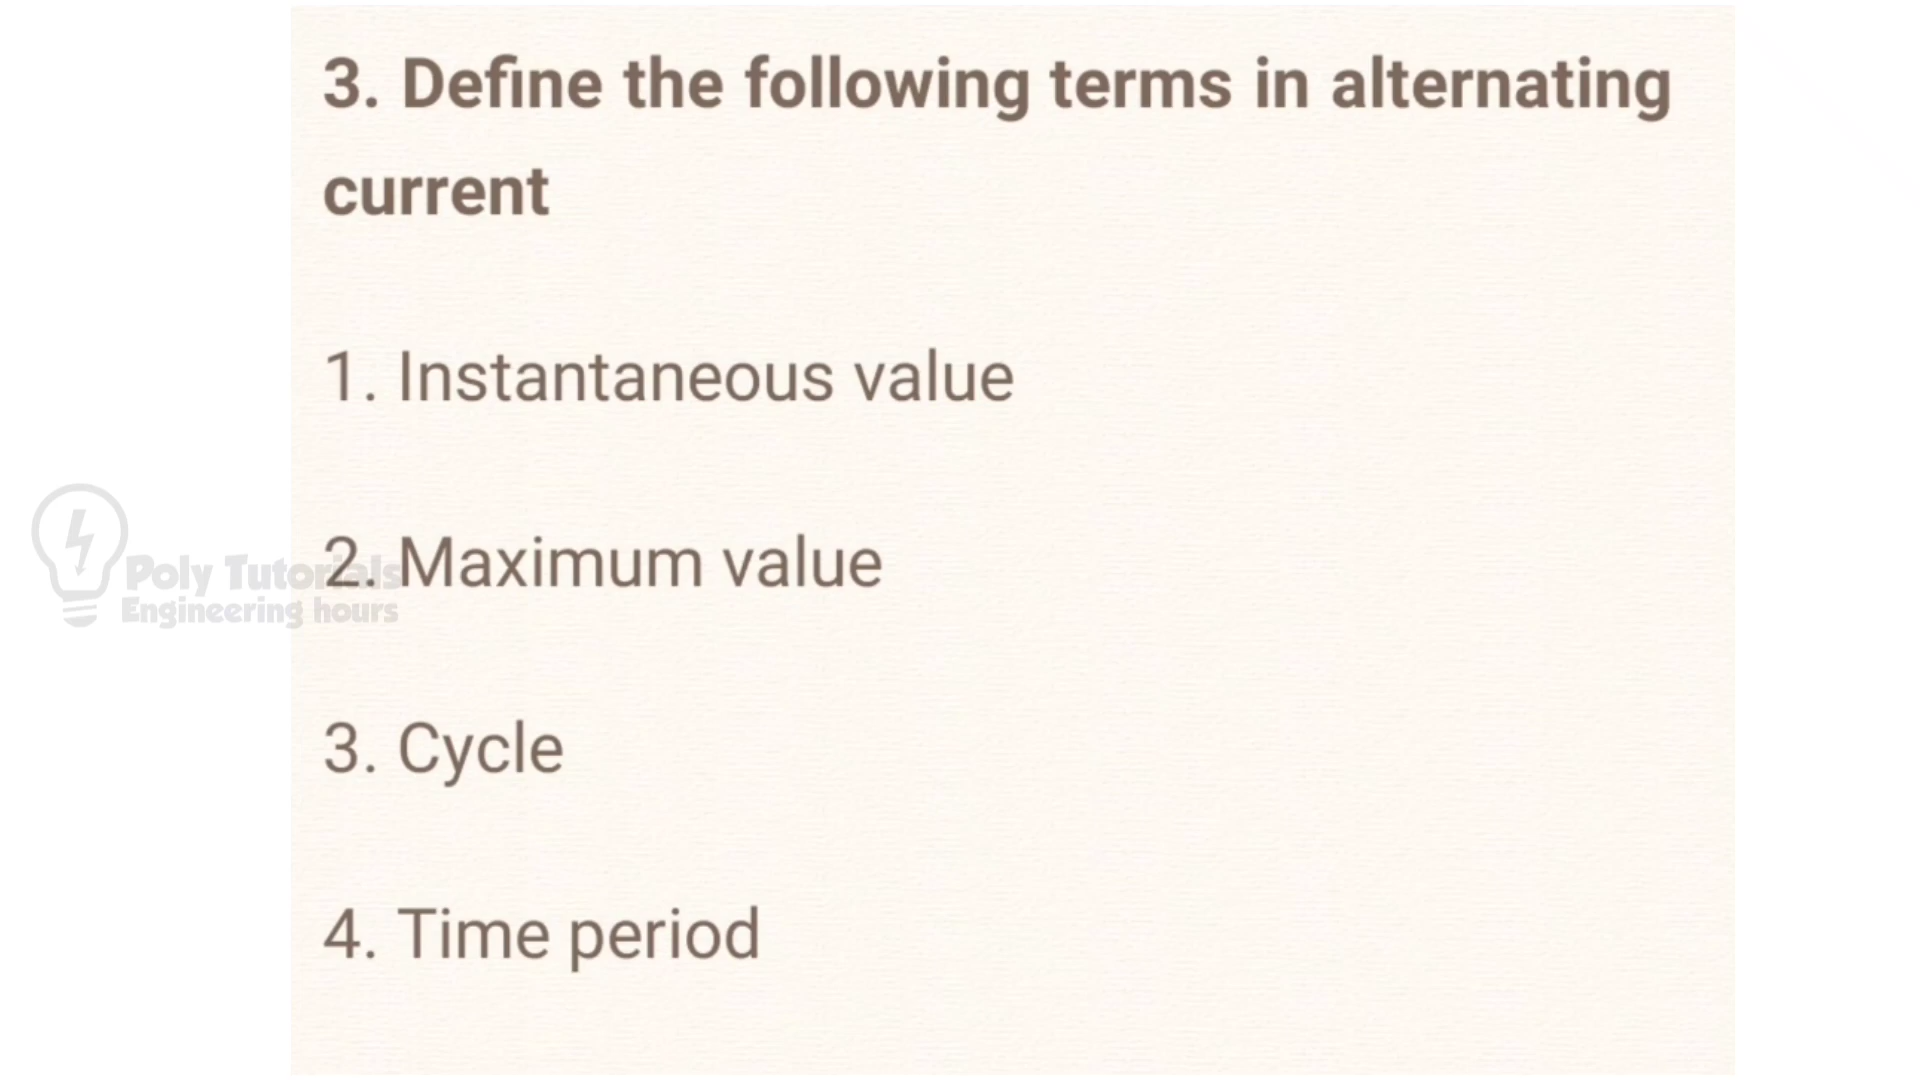 3. Define the following terms in alternating
current
1. Instantaneous value
2. Maximum value
Poly Tutorials
Engineering hours
3. Cycle
4. Time period